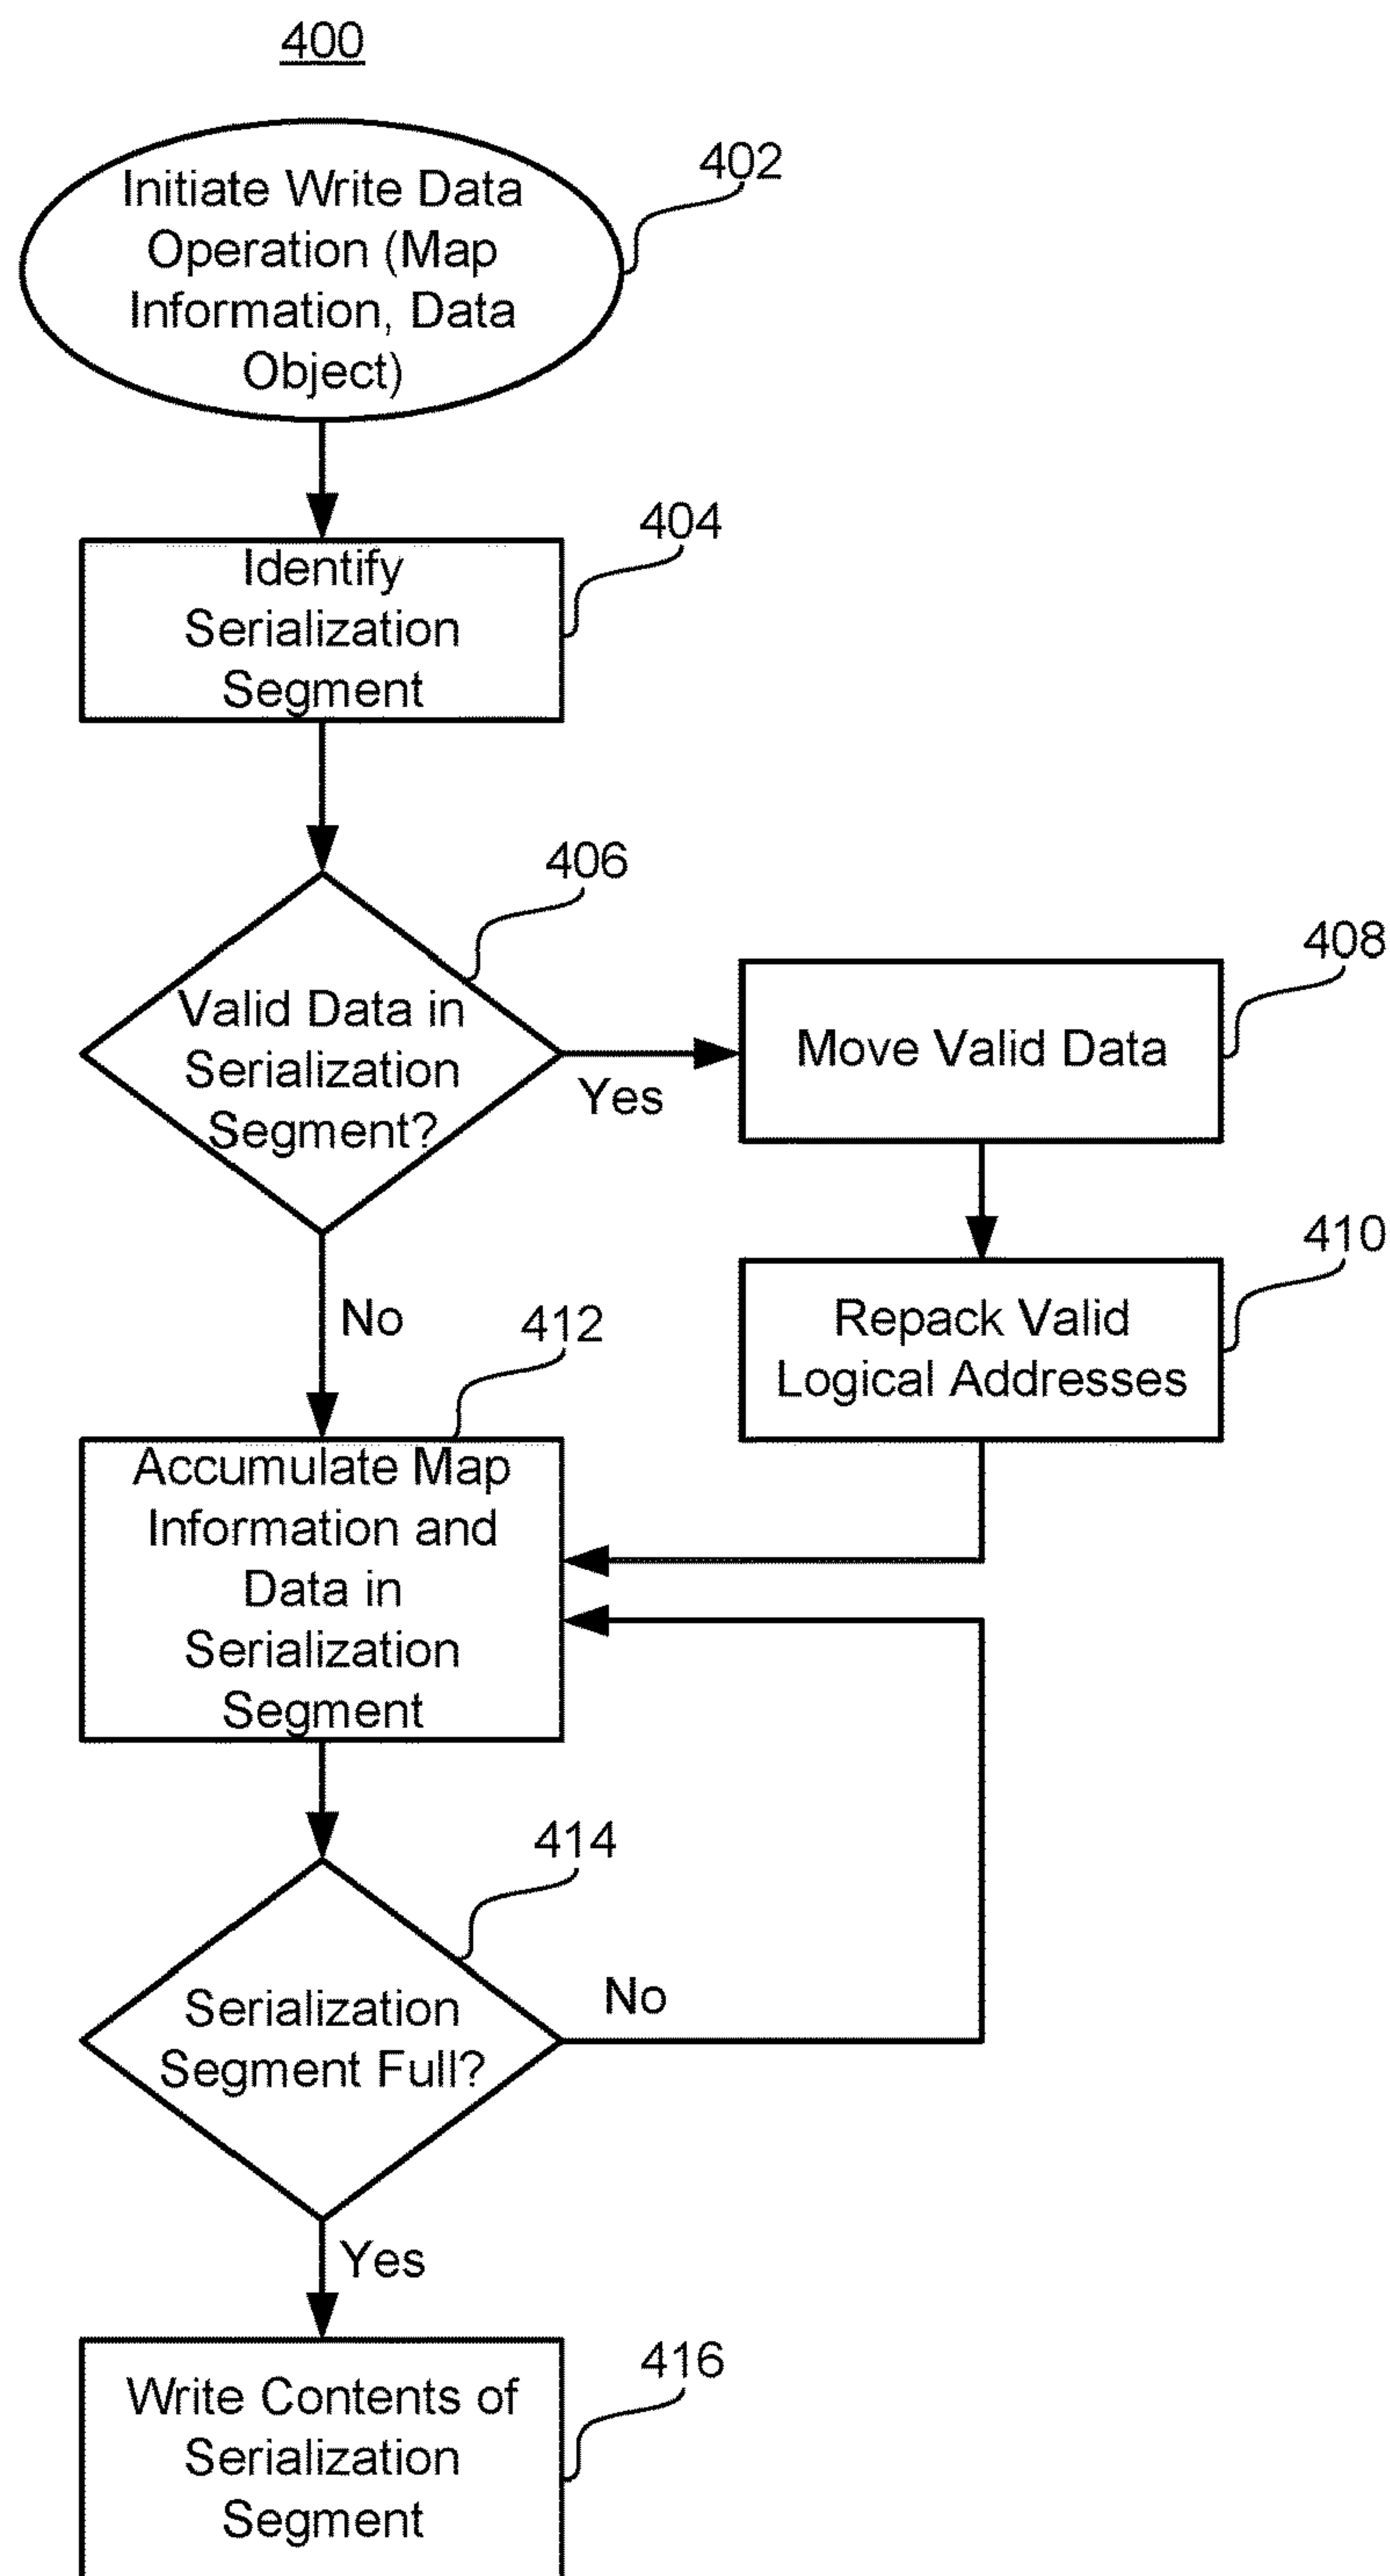 400
Initiate Write Data
Operation (Map
Information, Data
Object)
402
Identify
Serialization
Segment
404
Valid Data in
Serialization
Segment?
406
Yes
Move Valid Data
408
Repack Valid
Logical Addresses
410
No
412
Accumulate Map
Information and
Data in
Serialization
Segment
Serialization
Segment Full?
414
No
Yes
Write Contents of
Serialization
Segment
416